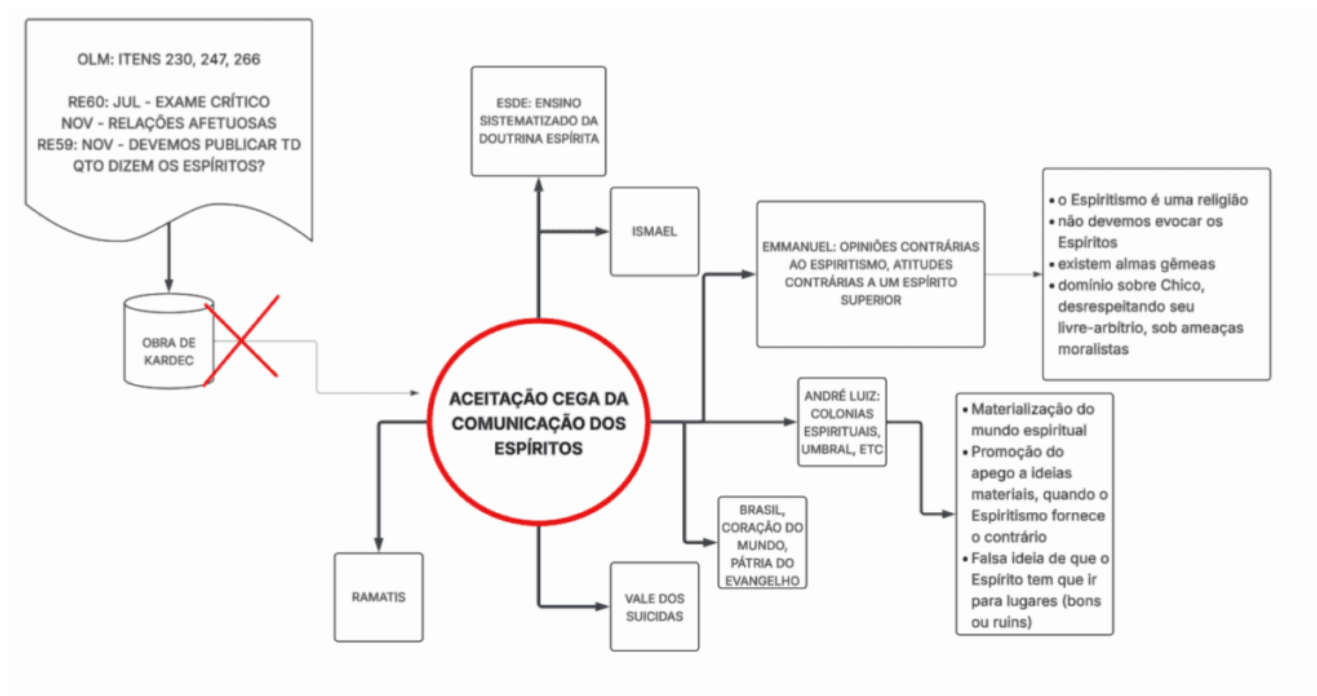 OLM: ITENS 230, 247, 266
RE60: JUL - EXAME CRÍTICO
NOV - RELAÇÕES AFETUOSAS
RE59: NOV - DEVEMOS PUBLICAR TD
QTO DIZEM OS ESPÍRITOS?
OBRA DE
KARDEC
ESDE: ENSINO
SISTEMATIZADO DA
DOUTRINA ESPÍRITA
ISMAEL
EMMANUEL: OPINIÕES CONTRÁRIAS
AO ESPIRITISMO, ATITUDES
CONTRÁRIAS A UM ESPÍRITO
SUPERIOR
• o Espiritismo é uma religião
• não devemos evocar os
Espíritos
• existem almas gêmeas
• domínio sobre Chico,
desrespeitando seu
livre-arbítrio, sob ameaças
moralistas
ACEITAÇÃO CEGA DA
COMUNICAÇÃO DOS
ESPÍRITOS
ANDRÉ LUIZ:
COLONIAS
ESPIRITUAIS,
UMBRAL, ETC
• Materialização do
mundo espiritual
• Promoção do
apego a ideias
materiais, quando o
Espiritismo fornece
o contrário
• Falsa ideia de que o
Espírito tem que ir
para lugares (bons
ou ruins)
BRASIL,
CORAÇÃO DO
MUNDO,
PÁTRIA DO
EVANGELHO
RAMATIS
VALE DOS
SUICIDAS